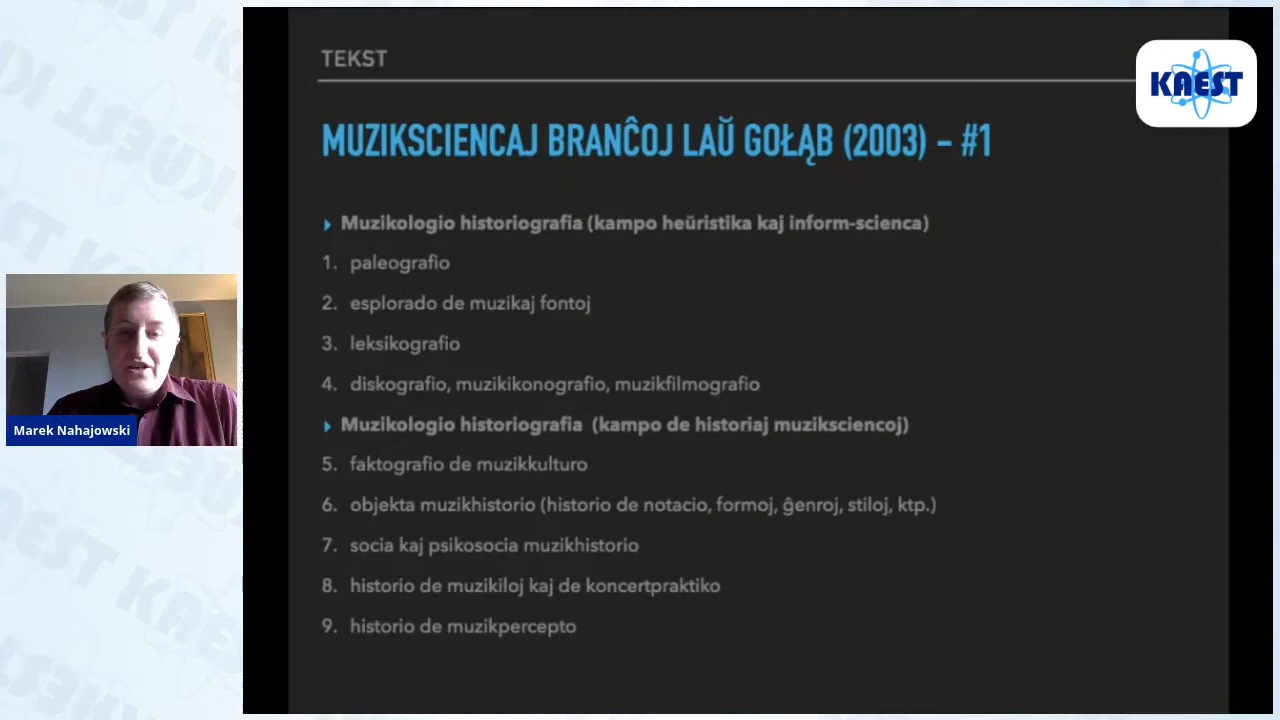 TEKST
KAEST
MUZIKSCIENCAJ BRANĈOJ LAŬ GOŁĄB (2003) – #1
Muzikologio historiografia (kampo heŭristika kaj inform-scienca)
1. paleografio
2. esplorado de muzikaj fontoj
3. leksikografio
4. diskografio, muzikikonografio, muzikfilmografio
Muzikologio historiografia (kampo de historiaj muziksciencoj)
5. faktografio de muzikkulturo
6. objekta muzikhistorio (historio de notacio, formoj, ĝenroj, stiloj, ktp.)
7. socia kaj psikosocia muzikhistorio
8. historio de muzikiloj kaj de koncertpraktiko
9. historio de muzikpercepto
Marek Nahajowski